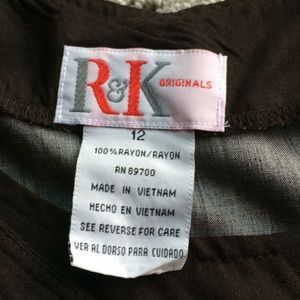 R&K ORIGINALS
12
100% RAYON/RAYON
RN 89700
MADE IN VIETNAM
HECHO EN VIETNAM
SEE REVERSE FOR CARE
VER AL DORSO PARA CUIDADO